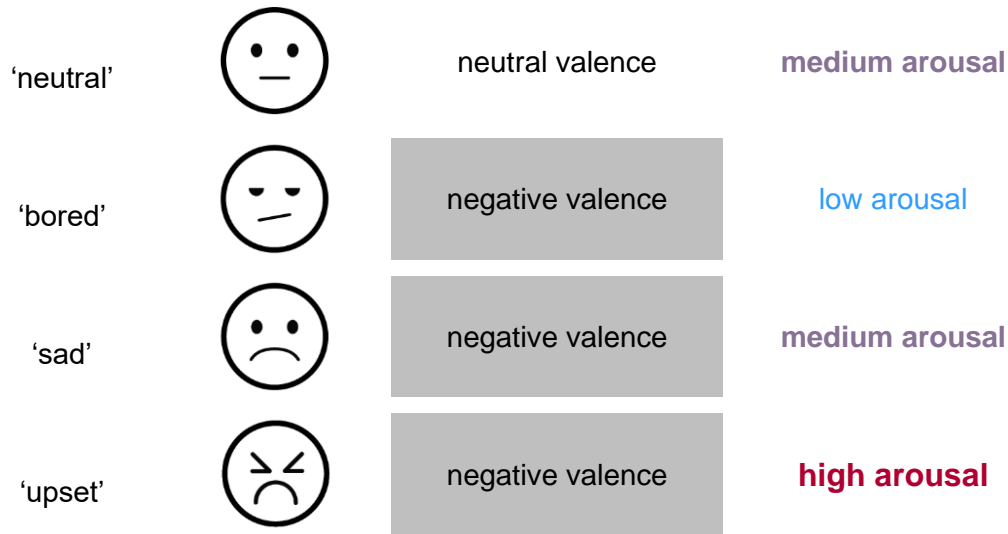 ‘neutral’ neutral valence medium arousal
‘bored’ negative valence low arousal
‘sad’ negative valence medium arousal
‘upset’ negative valence high arousal